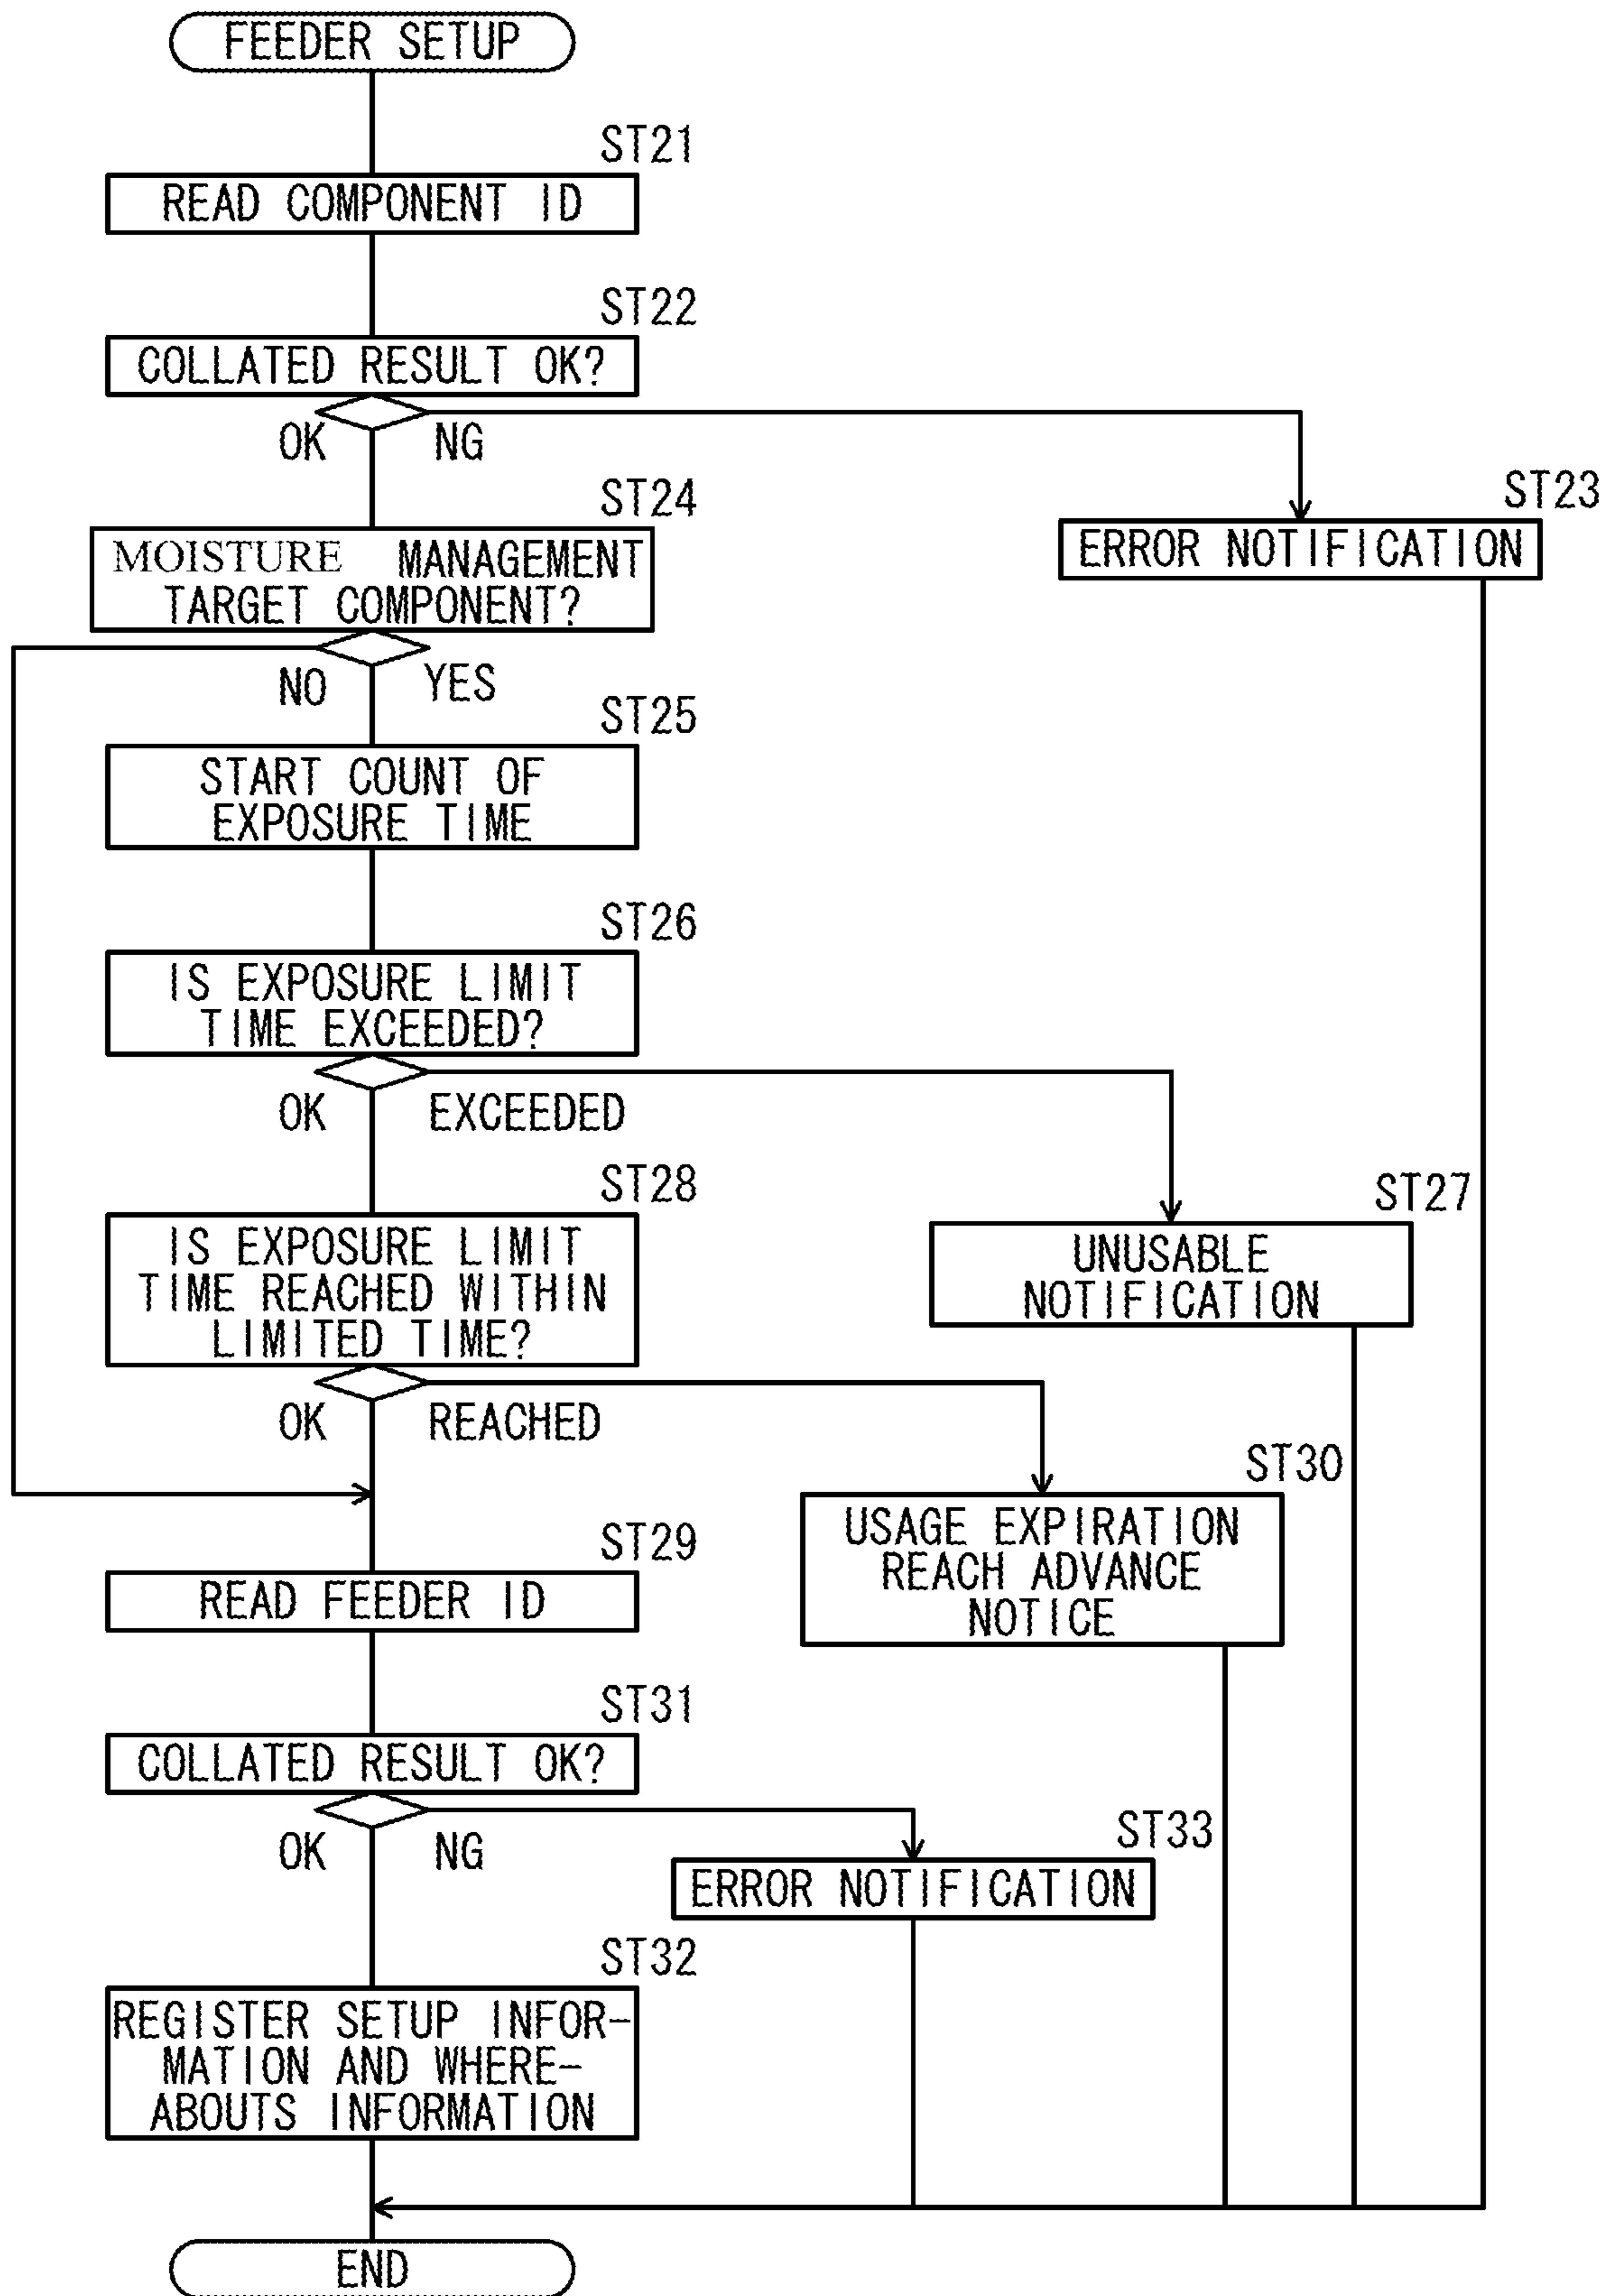 FEEDER SETUP
ST21
READ COMPONENT ID
ST22
COLLATED RESULT OK?
OK
NG
ST23
ERROR NOTIFICATION
ST24
MOISTURE MANAGEMENT
TARGET COMPONENT?
NO
YES
ST25
START COUNT OF
EXPOSURE TIME
ST26
IS EXPOSURE LIMIT
TIME EXCEEDED?
OK
EXCEEDED
ST27
UNUSABLE
NOTIFICATION
ST28
IS EXPOSURE LIMIT
TIME REACHED WITHIN
LIMITED TIME?
OK
REACHED
ST30
USAGE EXPIRATION
REACH ADVANCE
NOTICE
ST29
READ FEEDER ID
ST31
COLLATED RESULT OK?
OK
NG
ST33
ERROR NOTIFICATION
ST32
REGISTER SETUP INFOR-
MATION AND WHERE-
ABOUTS INFORMATION
END